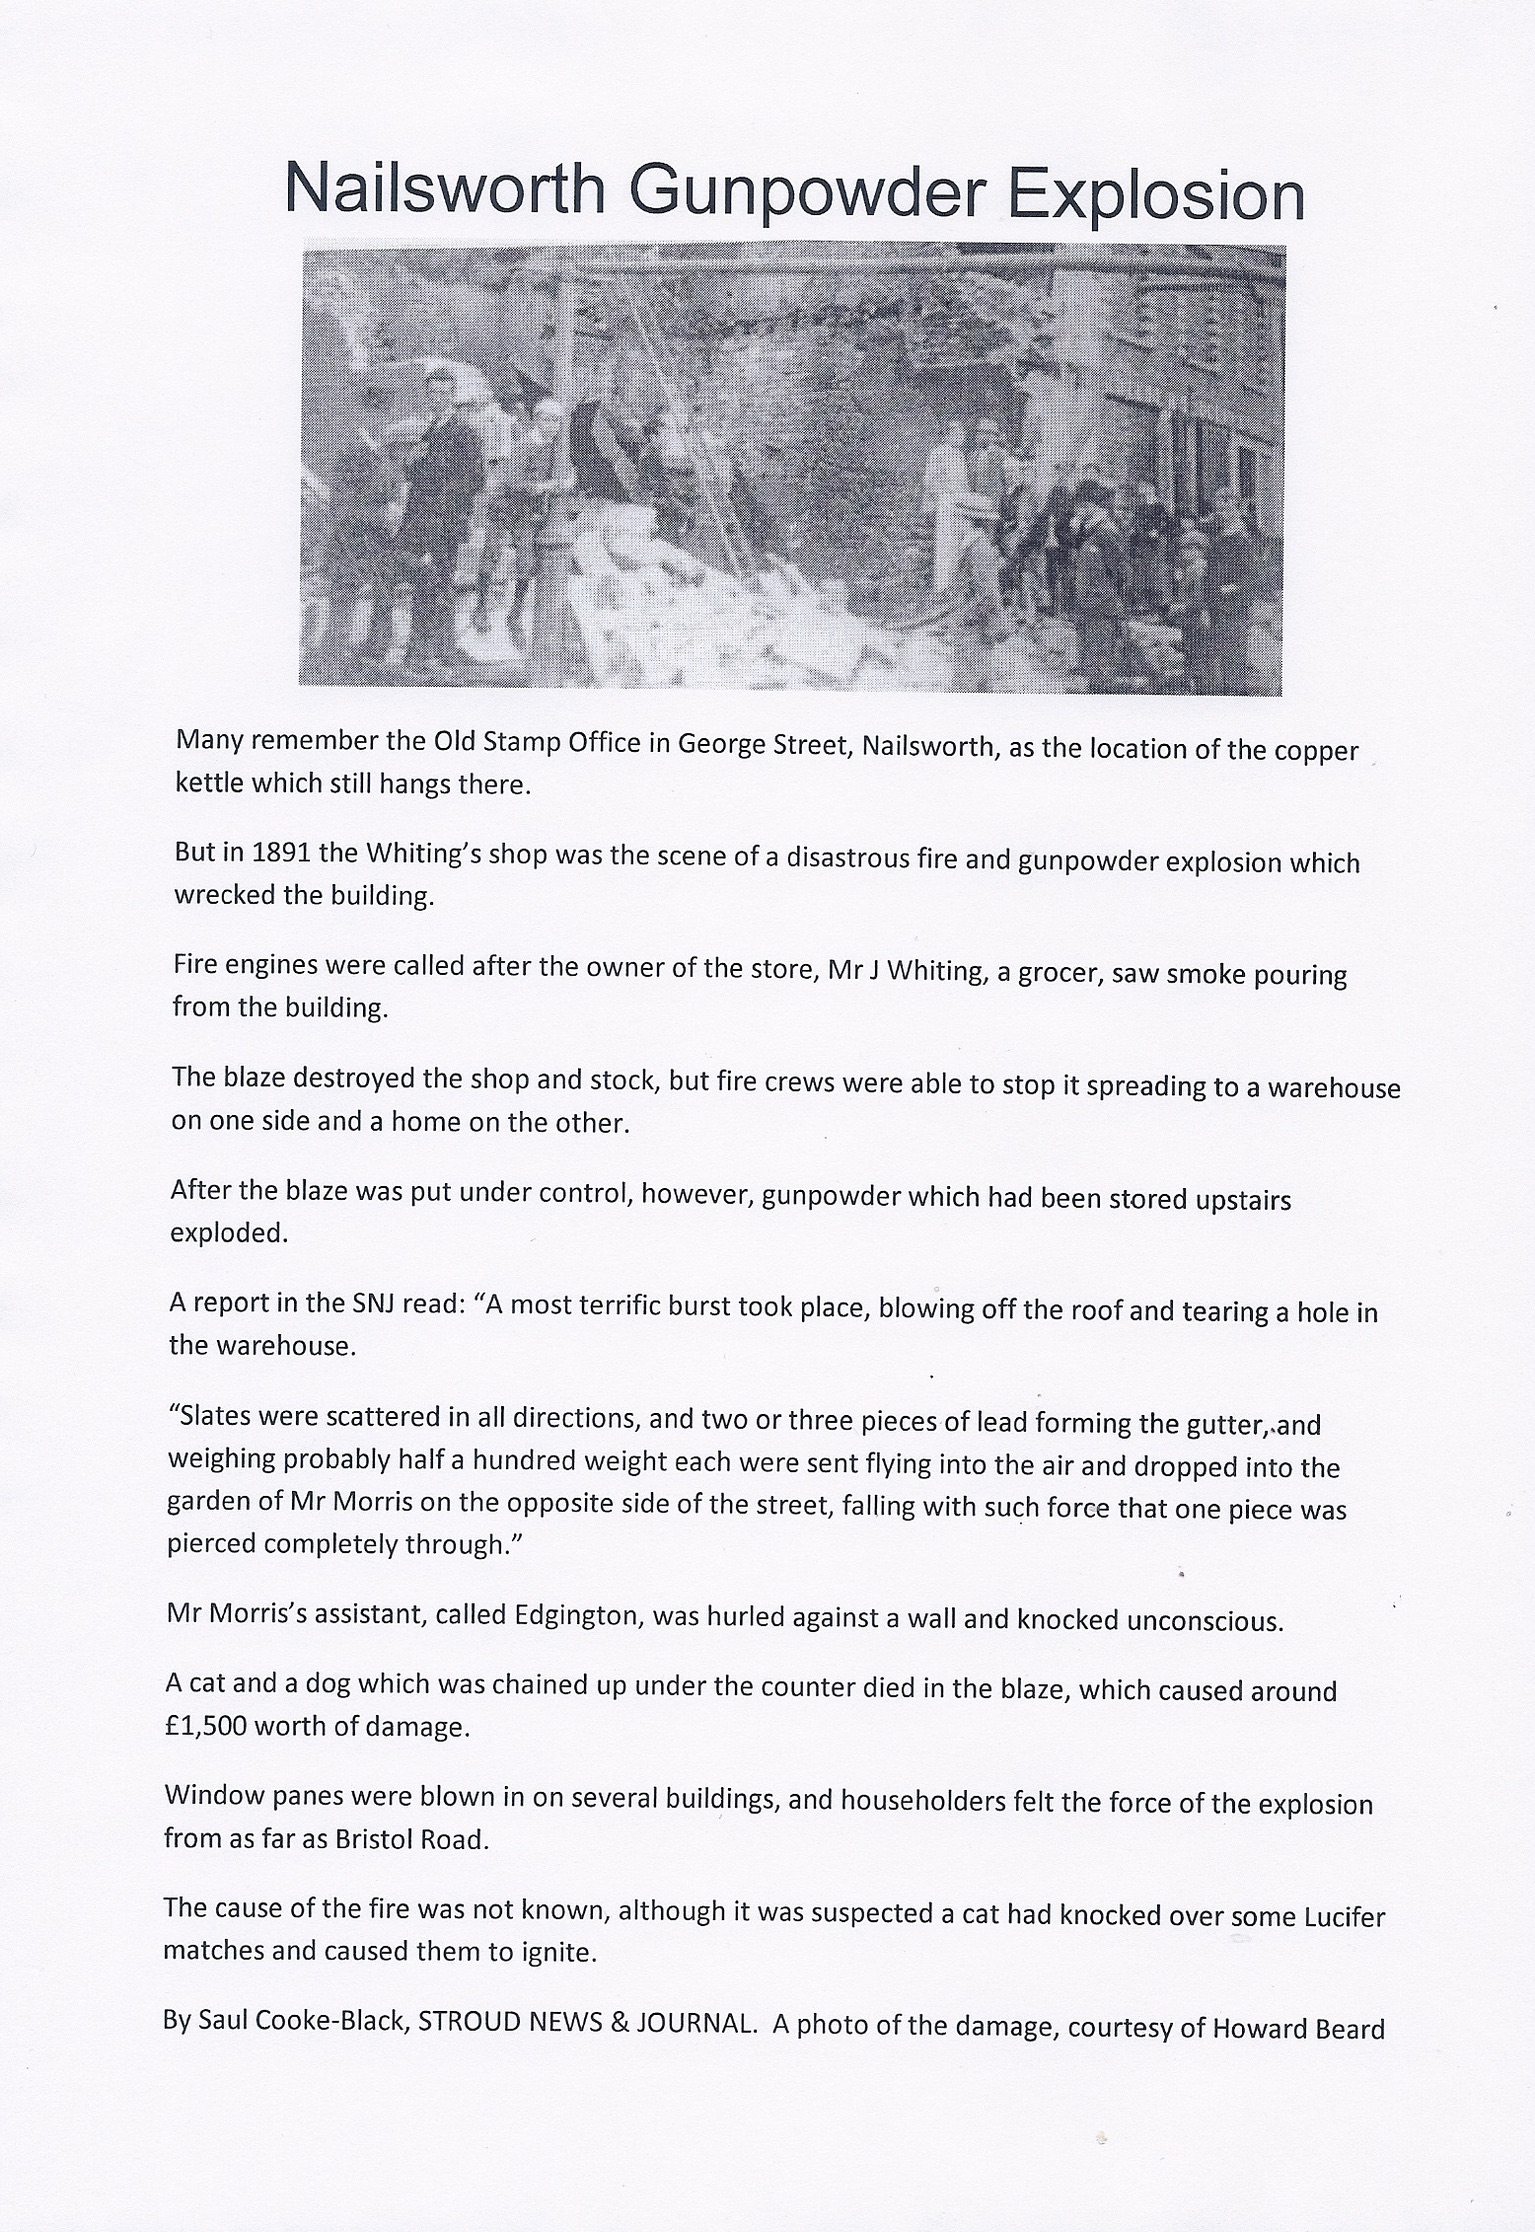 Nailsworth Gunpowder Explosion
Many remember the Old Stamp Office in George Street, Nailsworth, as the location of the copper
kettle which still hangs there.
But in 1891 the Whiting’s shop was the scene of a disastrous fire and gunpowder explosion which
wrecked the building.
Fire engines were called after the owner of the store, Mr J Whiting, a grocer, saw smoke pouring
from the building.
The blaze destroyed the shop and stock, but fire crews were able to stop it spreading to a warehouse
on one side and a home on the other.
After the blaze was put under control, however, gunpowder which had been stored upstairs
exploded.
A report in the SNJ read: “A most terrific burst took place, blowing off the roof and tearing a hole in
the warehouse.
“Slates were scattered in all directions, and two or three pieces of lead forming the gutter, and
weighing probably half a hundred weight each were sent flying into the air and dropped into the
garden of Mr Morris on the opposite side of the street, falling with such force that one piece was
pierced completely through.”
Mr Morris’s assistant, called Edgington, was hurled against a wall and knocked unconscious.
A cat and a dog which was chained up under the counter died in the blaze, which caused around
£1,500 worth of damage.
Window panes were blown in on several buildings, and householders felt the force of the explosion
from as far as Bristol Road.
The cause of the fire was not known, although it was suspected a cat had knocked over some Lucifer
matches and caused them to ignite.
By Saul Cooke-Black, STROUD NEWS & JOURNAL.  A photo of the damage, courtesy of Howard Beard